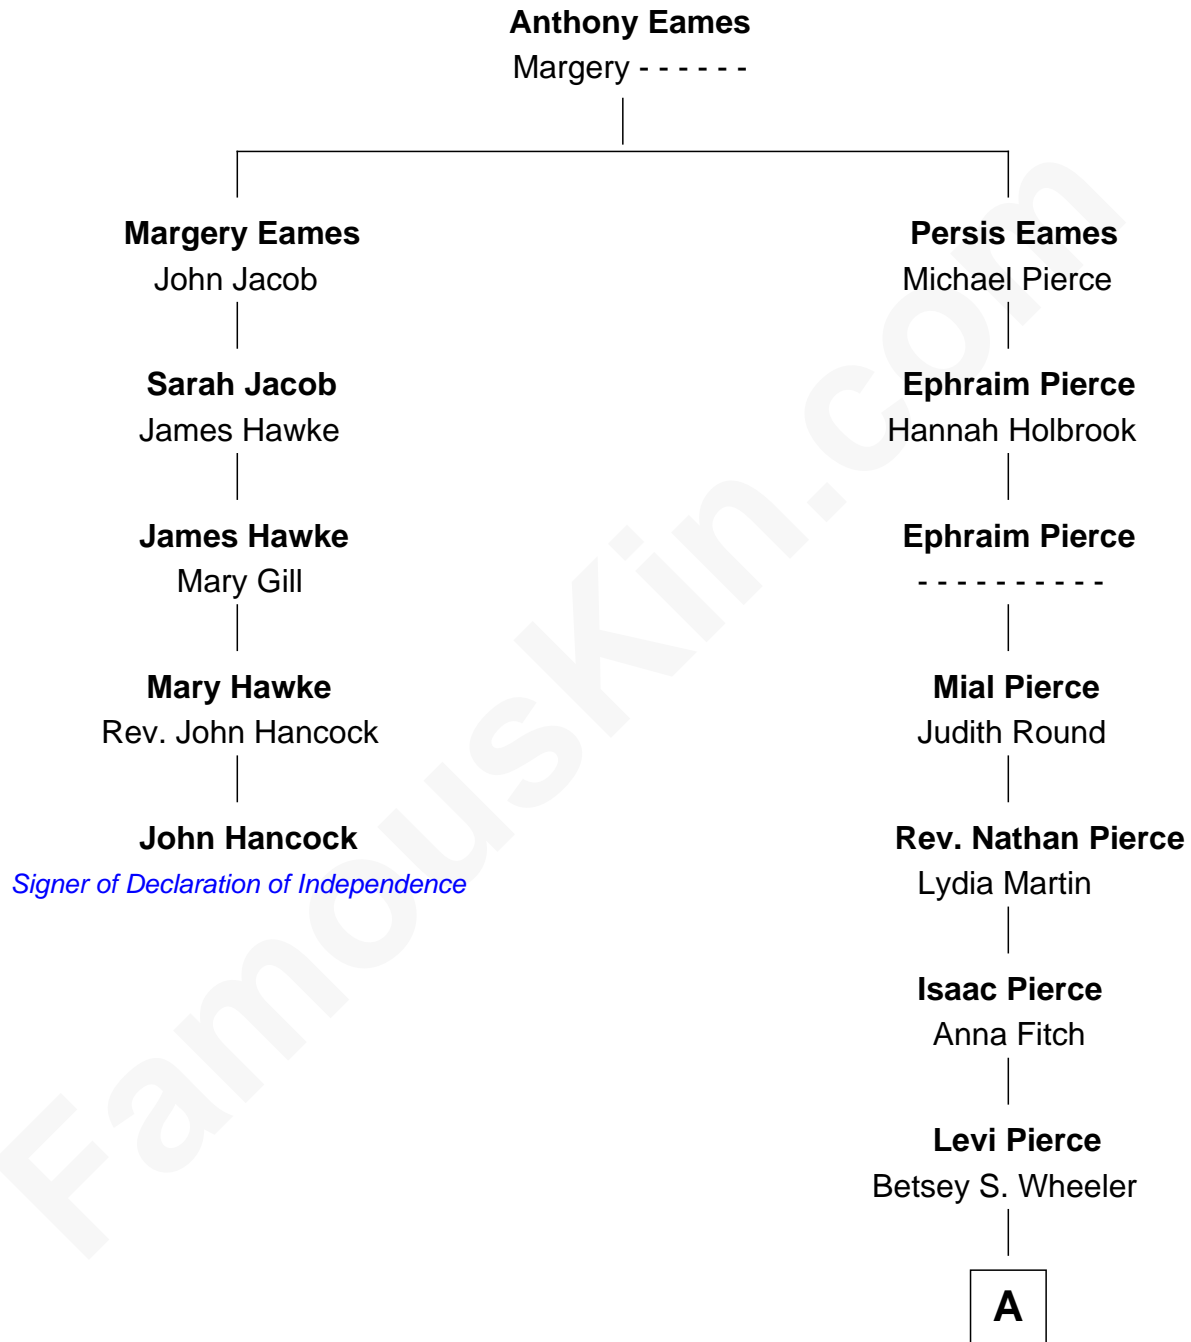 Anthony Eames
Margery - - - - - -
Margery Eames
John Jacob
Sarah Jacob
James Hawke
James Hawke
Mary Gill
Mary Hawke
Rev. John Hancock
John Hancock
Signer of Declaration of Independence
Persis Eames
Michael Pierce
Ephraim Pierce
Hannah Holbrook
Ephraim Pierce
- - - - - - - - - -
Mial Pierce
Judith Round
Rev. Nathan Pierce
Lydia Martin
Isaac Pierce
Anna Fitch
Levi Pierce
Betsey S. Wheeler
A
FamousKin.com